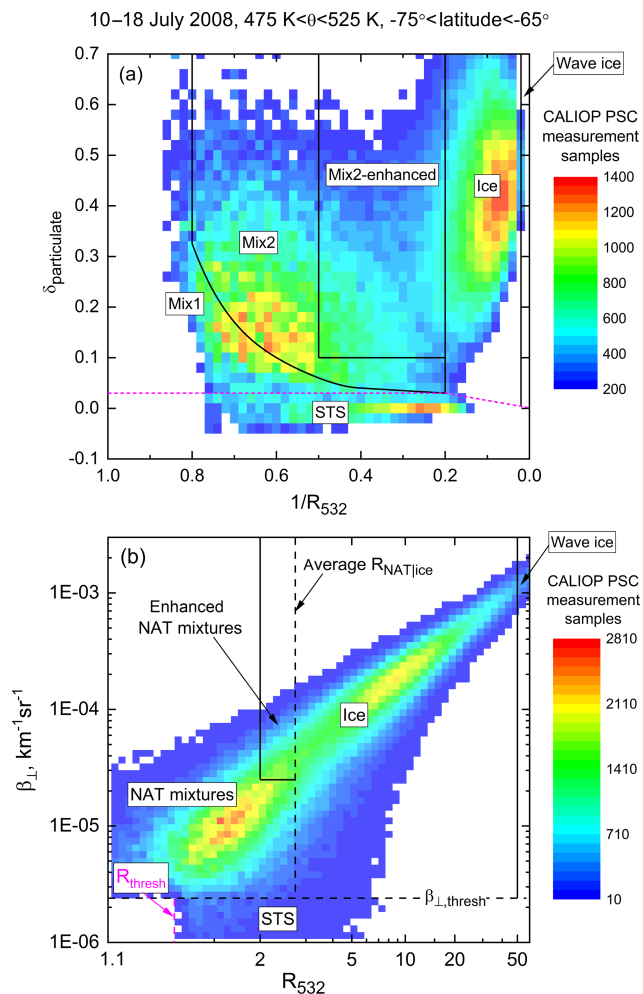 10–18 July 2008, 475 K<θ<525 K, -75°<latitude<-65°
(a)
Wave ice
CALIOP PSC
measurement
samples
Mix2-enhanced
Ice
Mix2
Mix1
STS
0.7
0.6
0.5
0.4
0.3
0.2
0.1
0.0
-0.1
δparticulate
1.0
0.8
0.6
0.4
0.2
0.0
1/R532
1400
1200
1000
800
600
400
200
(b)
Wave ice
Average RNAT|ice
CALIOP PSC
measurement
samples
Enhanced
NAT mixtures
Ice
NAT mixtures
Rthresh
β⊥,thresh
STS
1E-03
1E-04
1E-05
1E-06
β⊥, km-1sr-1
1.1
2
5
10
20
50
R532
2810
2110
1410
710
10